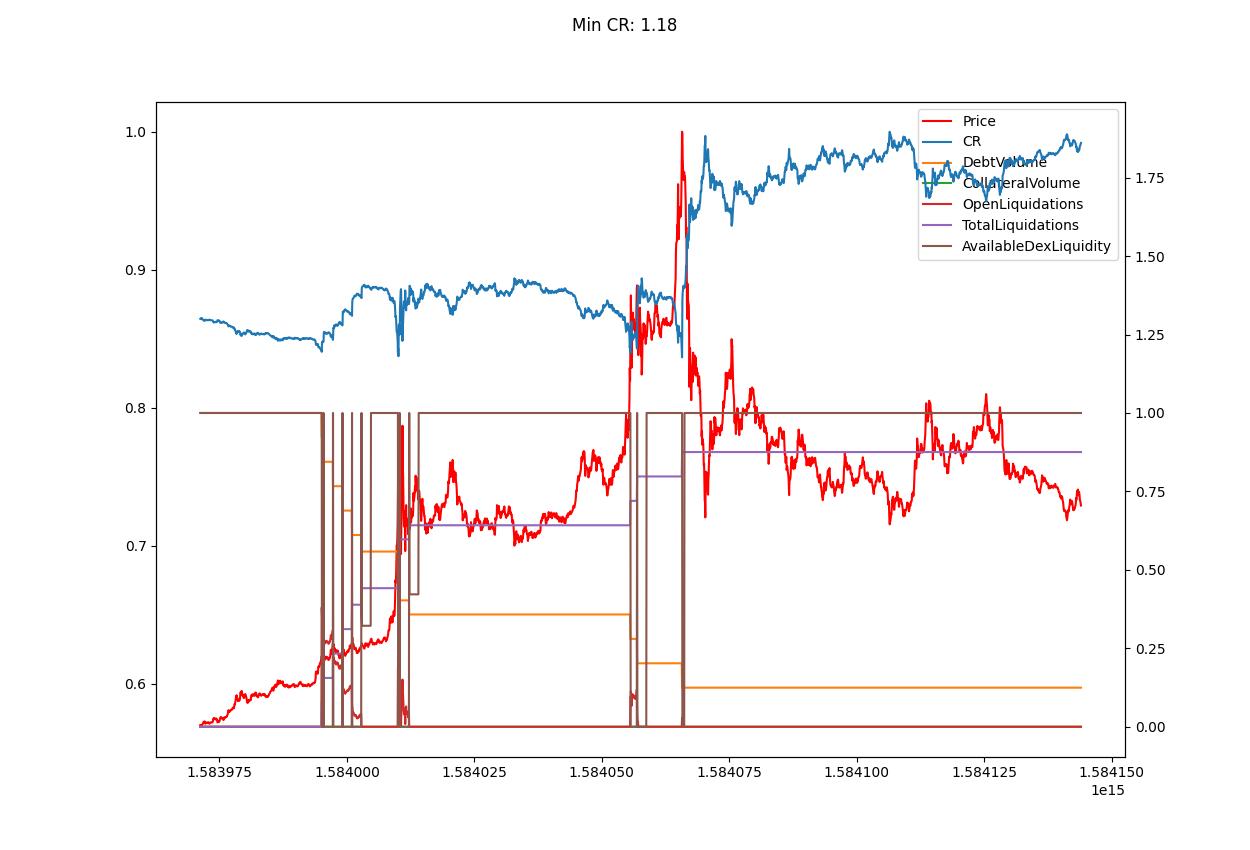 Min CR: 1.18
1.0
0.9
0.8
0.7
0.6
Price
CR
DebtVolume
CollateralVolume
OpenLiquidations
TotalLiquidations
AvailableDexLiquidity
1.75
1.50
1.25
1.00
0.75
0.50
0.25
0.00
1.583975 1.584000 1.584025 1.584050 1.584075 1.584100 1.584125 1.584150
1e15